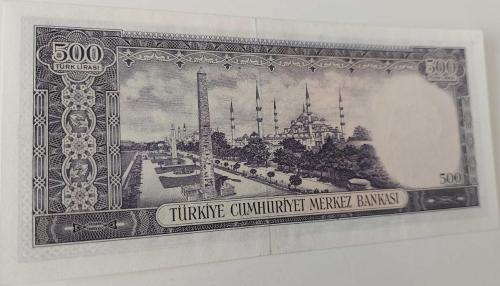 500
TÜRK LİRASI
500
500
TÜRKİYE CUMHURİYET MERKEZ BANKASI